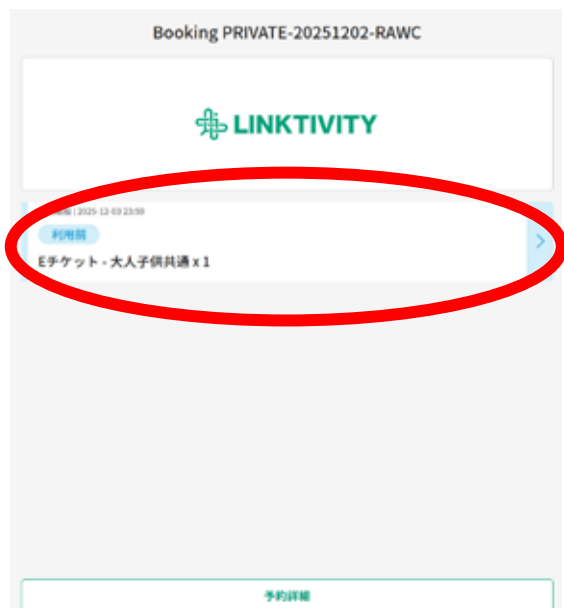 Booking PRIVATE-20251202-RAWC
LINKTIVITY
| 2025-12-03 23:59
利用前
Eチケット - 大人子供共通 x 1
予約詳細